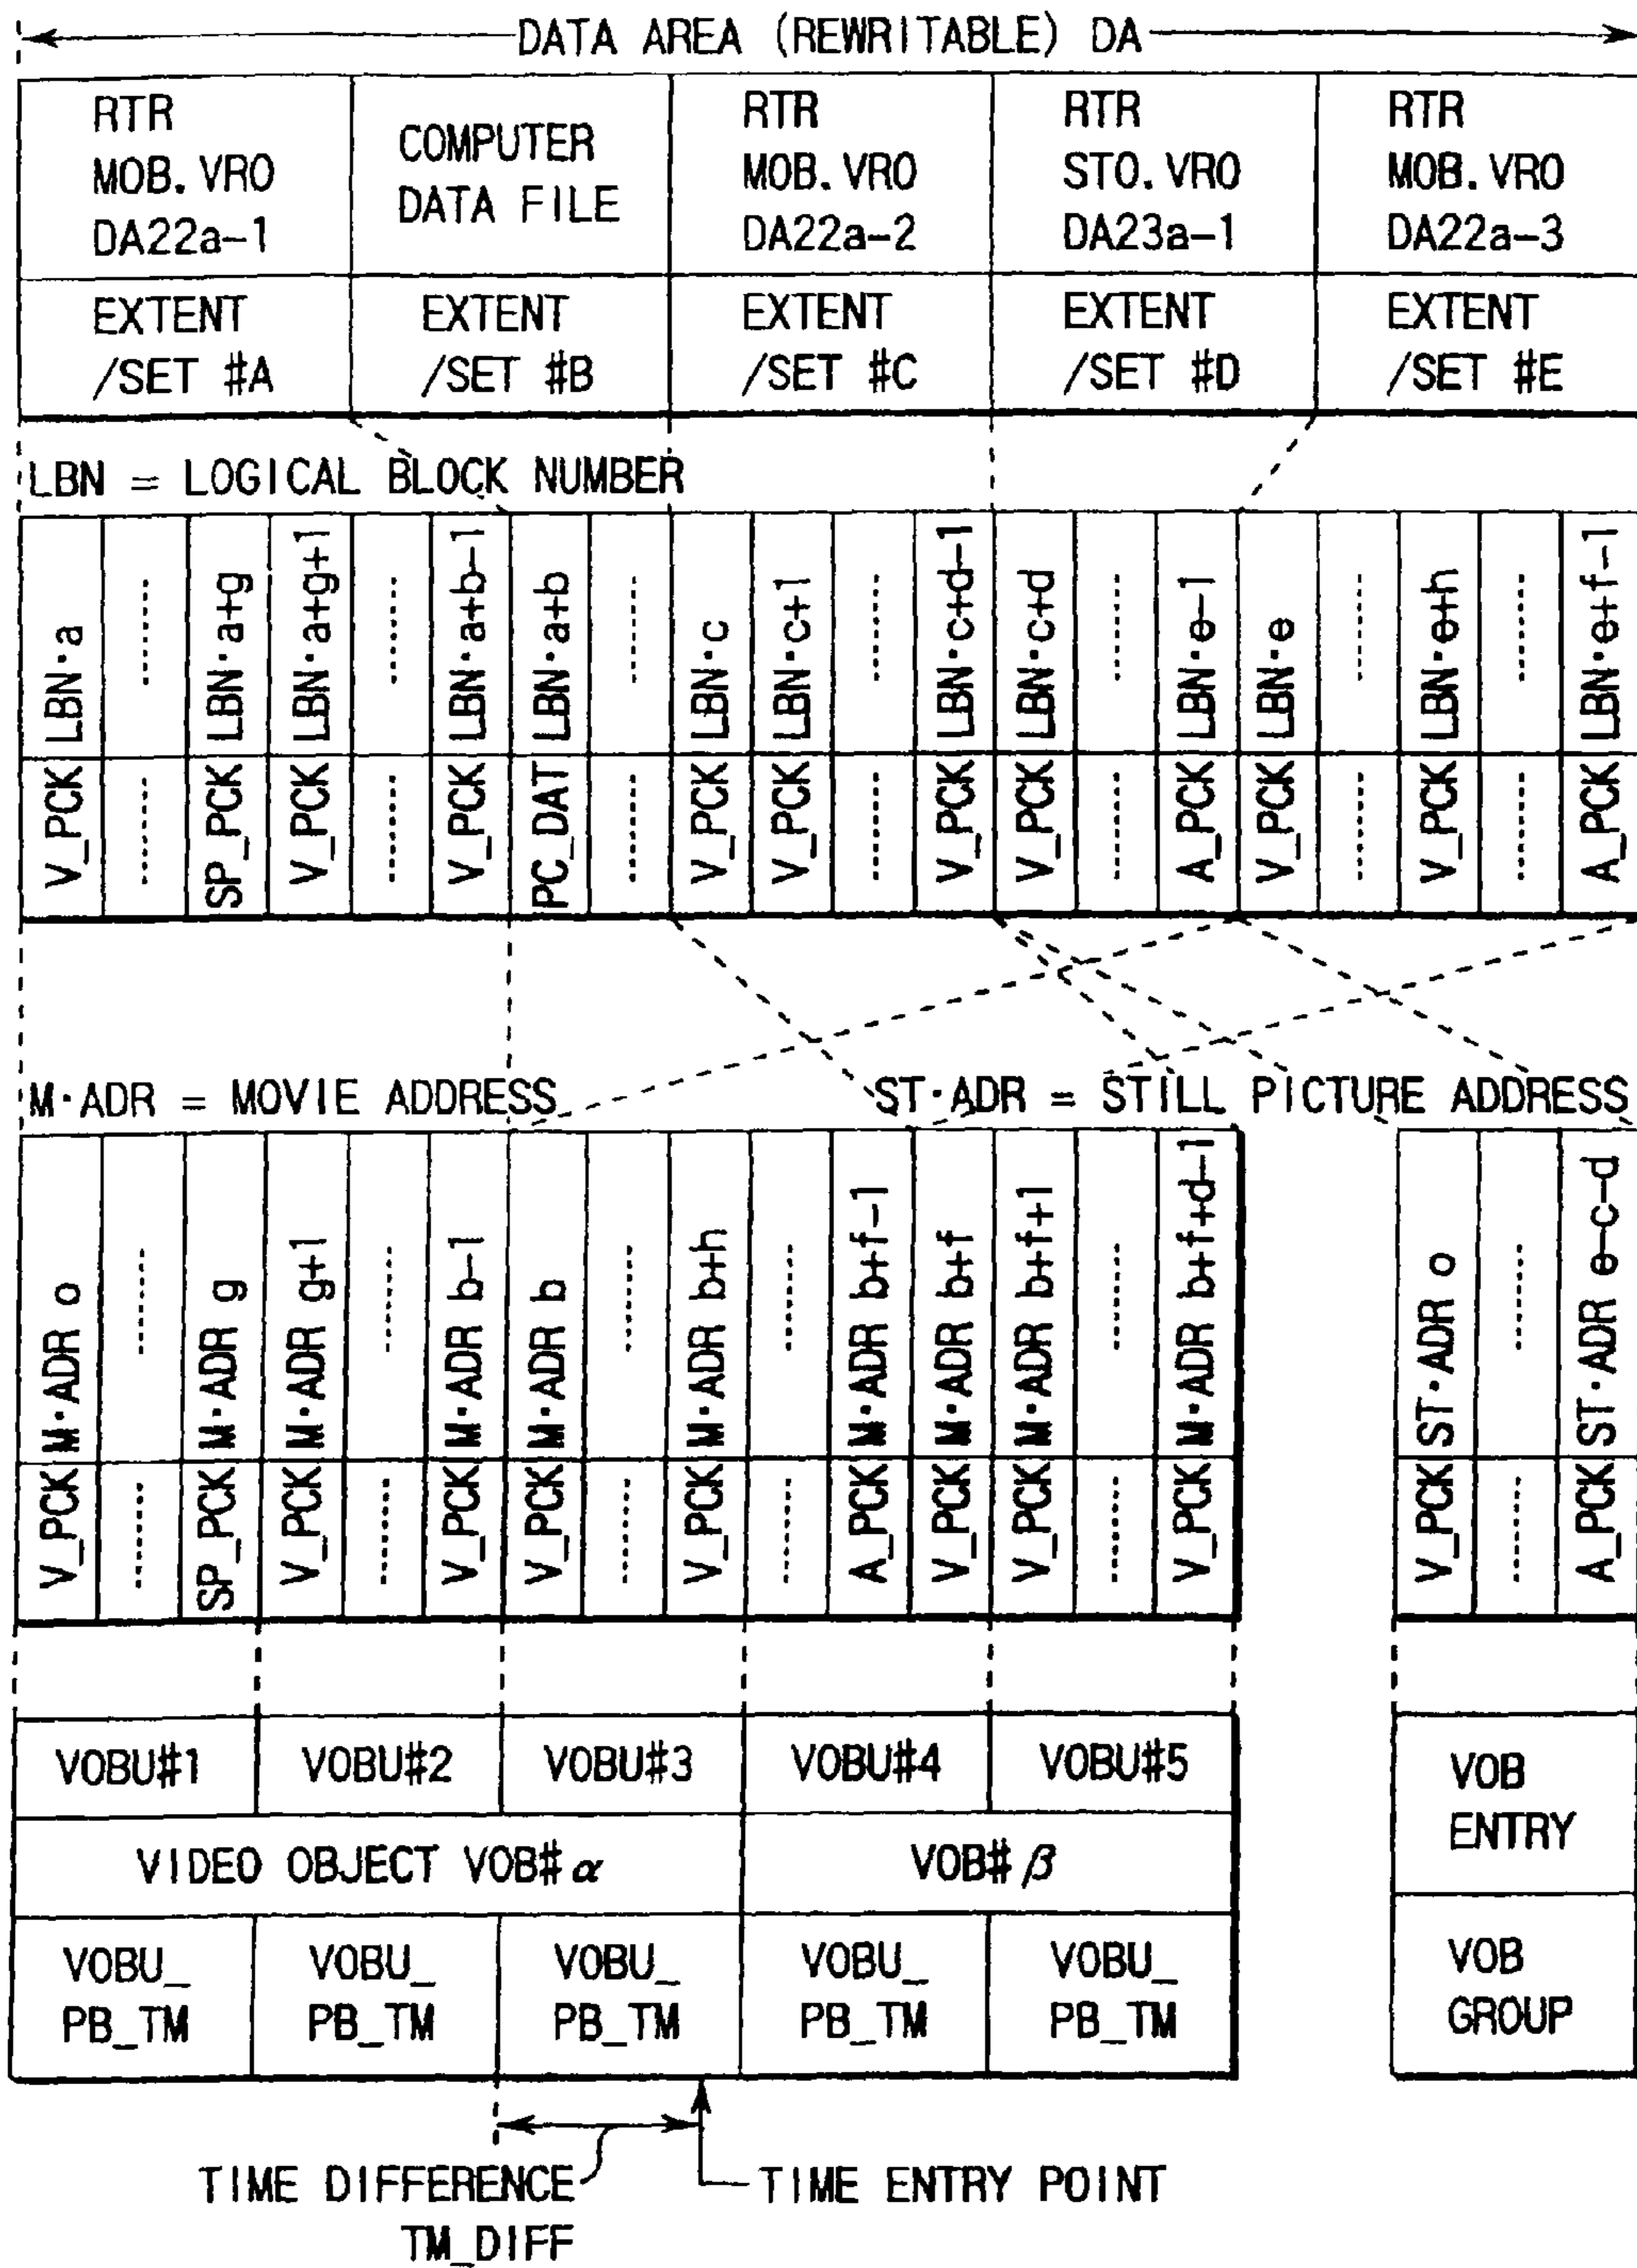 DATA AREA (REWRITABLE) DA
RTR
MOB.VRO
DA22a-1
COMPUTER
DATA FILE
RTR
MOB.VRO
DA22a-2
RTR
STO.VRO
DA23a-1
RTR
MOB.VRO
DA22a-3
EXTENT
/SET #A
EXTENT
/SET #B
EXTENT
/SET #C
EXTENT
/SET #D
EXTENT
/SET #E
LBN = LOGICAL BLOCK NUMBER
V_PCK LBN·a
SP_PCK LBN·a+g
V_PCK LBN·a+g+1
V_PCK LBN·a+b-1
PC_DAT LBN·a+b
V_PCK LBN·c
V_PCK LBN·c+1
V_PCK LBN·c+d-1
V_PCK LBN·c+d
A_PCK LBN·e-1
V_PCK LBN·e
V_PCK LBN·e+h
A_PCK LBN·e+f-1
M·ADR = MOVIE ADDRESS
ST·ADR = STILL PICTURE ADDRESS
V_PCK M·ADR o
SP_PCK M·ADR g
V_PCK M·ADR g+1
V_PCK M·ADR b-1
V_PCK M·ADR b
V_PCK M·ADR b+h
A_PCK M·ADR b+f-1
V_PCK M·ADR b+f
V_PCK M·ADR b+f+1
V_PCK M·ADR b+f+d-1
V_PCK ST·ADR o
A_PCK ST·ADR e-c-d
VOBU#1
VOBU#2
VOBU#3
VOBU#4
VOBU#5
VOB
ENTRY
VIDEO OBJECT VOB#α
VOB#β
VOBU_
PB_TM
VOBU_
PB_TM
VOBU_
PB_TM
VOBU_
PB_TM
VOBU_
PB_TM
VOB
GROUP
TIME DIFFERENCE
TM_DIFF
TIME ENTRY POINT